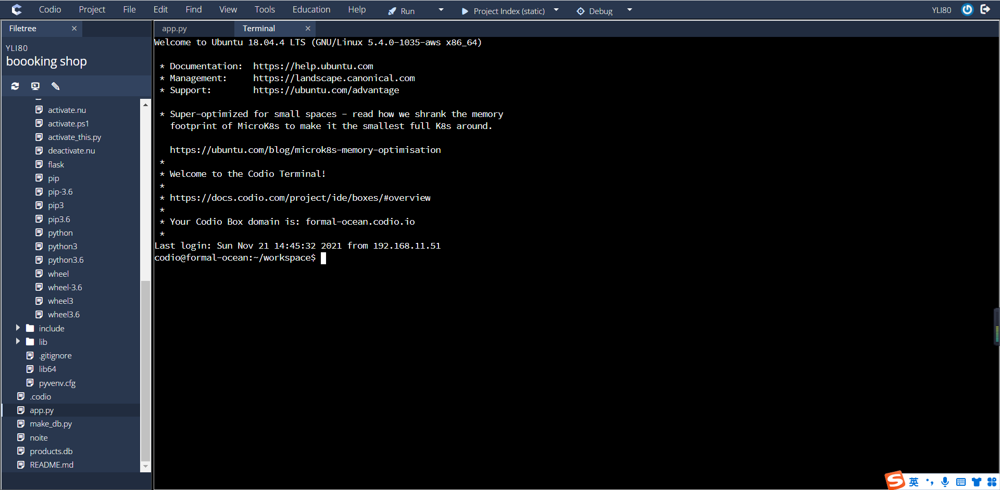 Codio Project File Edit Find View Tools Education Help Run Project Index (static) Debug YLI80
Filetree
app.py
Terminal
YLI80
boooking shop
activate.nu
activate.ps1
activate_this.py
deactivate.nu
flask
pip
pip-3.6
pip3
pip3.6
python
python3
python3.6
wheel
wheel-3.6
wheel3
wheel3.6
include
lib
.gitignore
lib64
pyvenv.cfg
.codio
app.py
make_db.py
noite
products.db
README.md
Welcome to Ubuntu 18.04.4 LTS (GNU/Linux 5.4.0-1035-aws x86_64)
* Documentation:  https://help.ubuntu.com
* Management:     https://landscape.canonical.com
* Support:        https://ubuntu.com/advantage
* Super-optimized for small spaces - read how we shrank the memory
footprint of MicroK8s to make it the smallest full K8s around.
https://ubuntu.com/blog/microk8s-memory-optimisation
*
* Welcome to the Codio Terminal!
*
* https://docs.codio.com/project/ide/boxes/#overview
*
* Your Codio Box domain is: formal-ocean.codio.io
*
Last login: Sun Nov 21 14:45:32 2021 from 192.168.11.51
codio@formal-ocean:~/workspace$
英